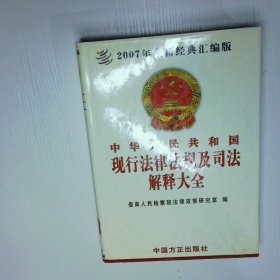 2007年 经典汇编版
中华人民共和国
现行法律法规及司法
解释大全
最高人民检察院法律政策研究室 编
中国方正出版社